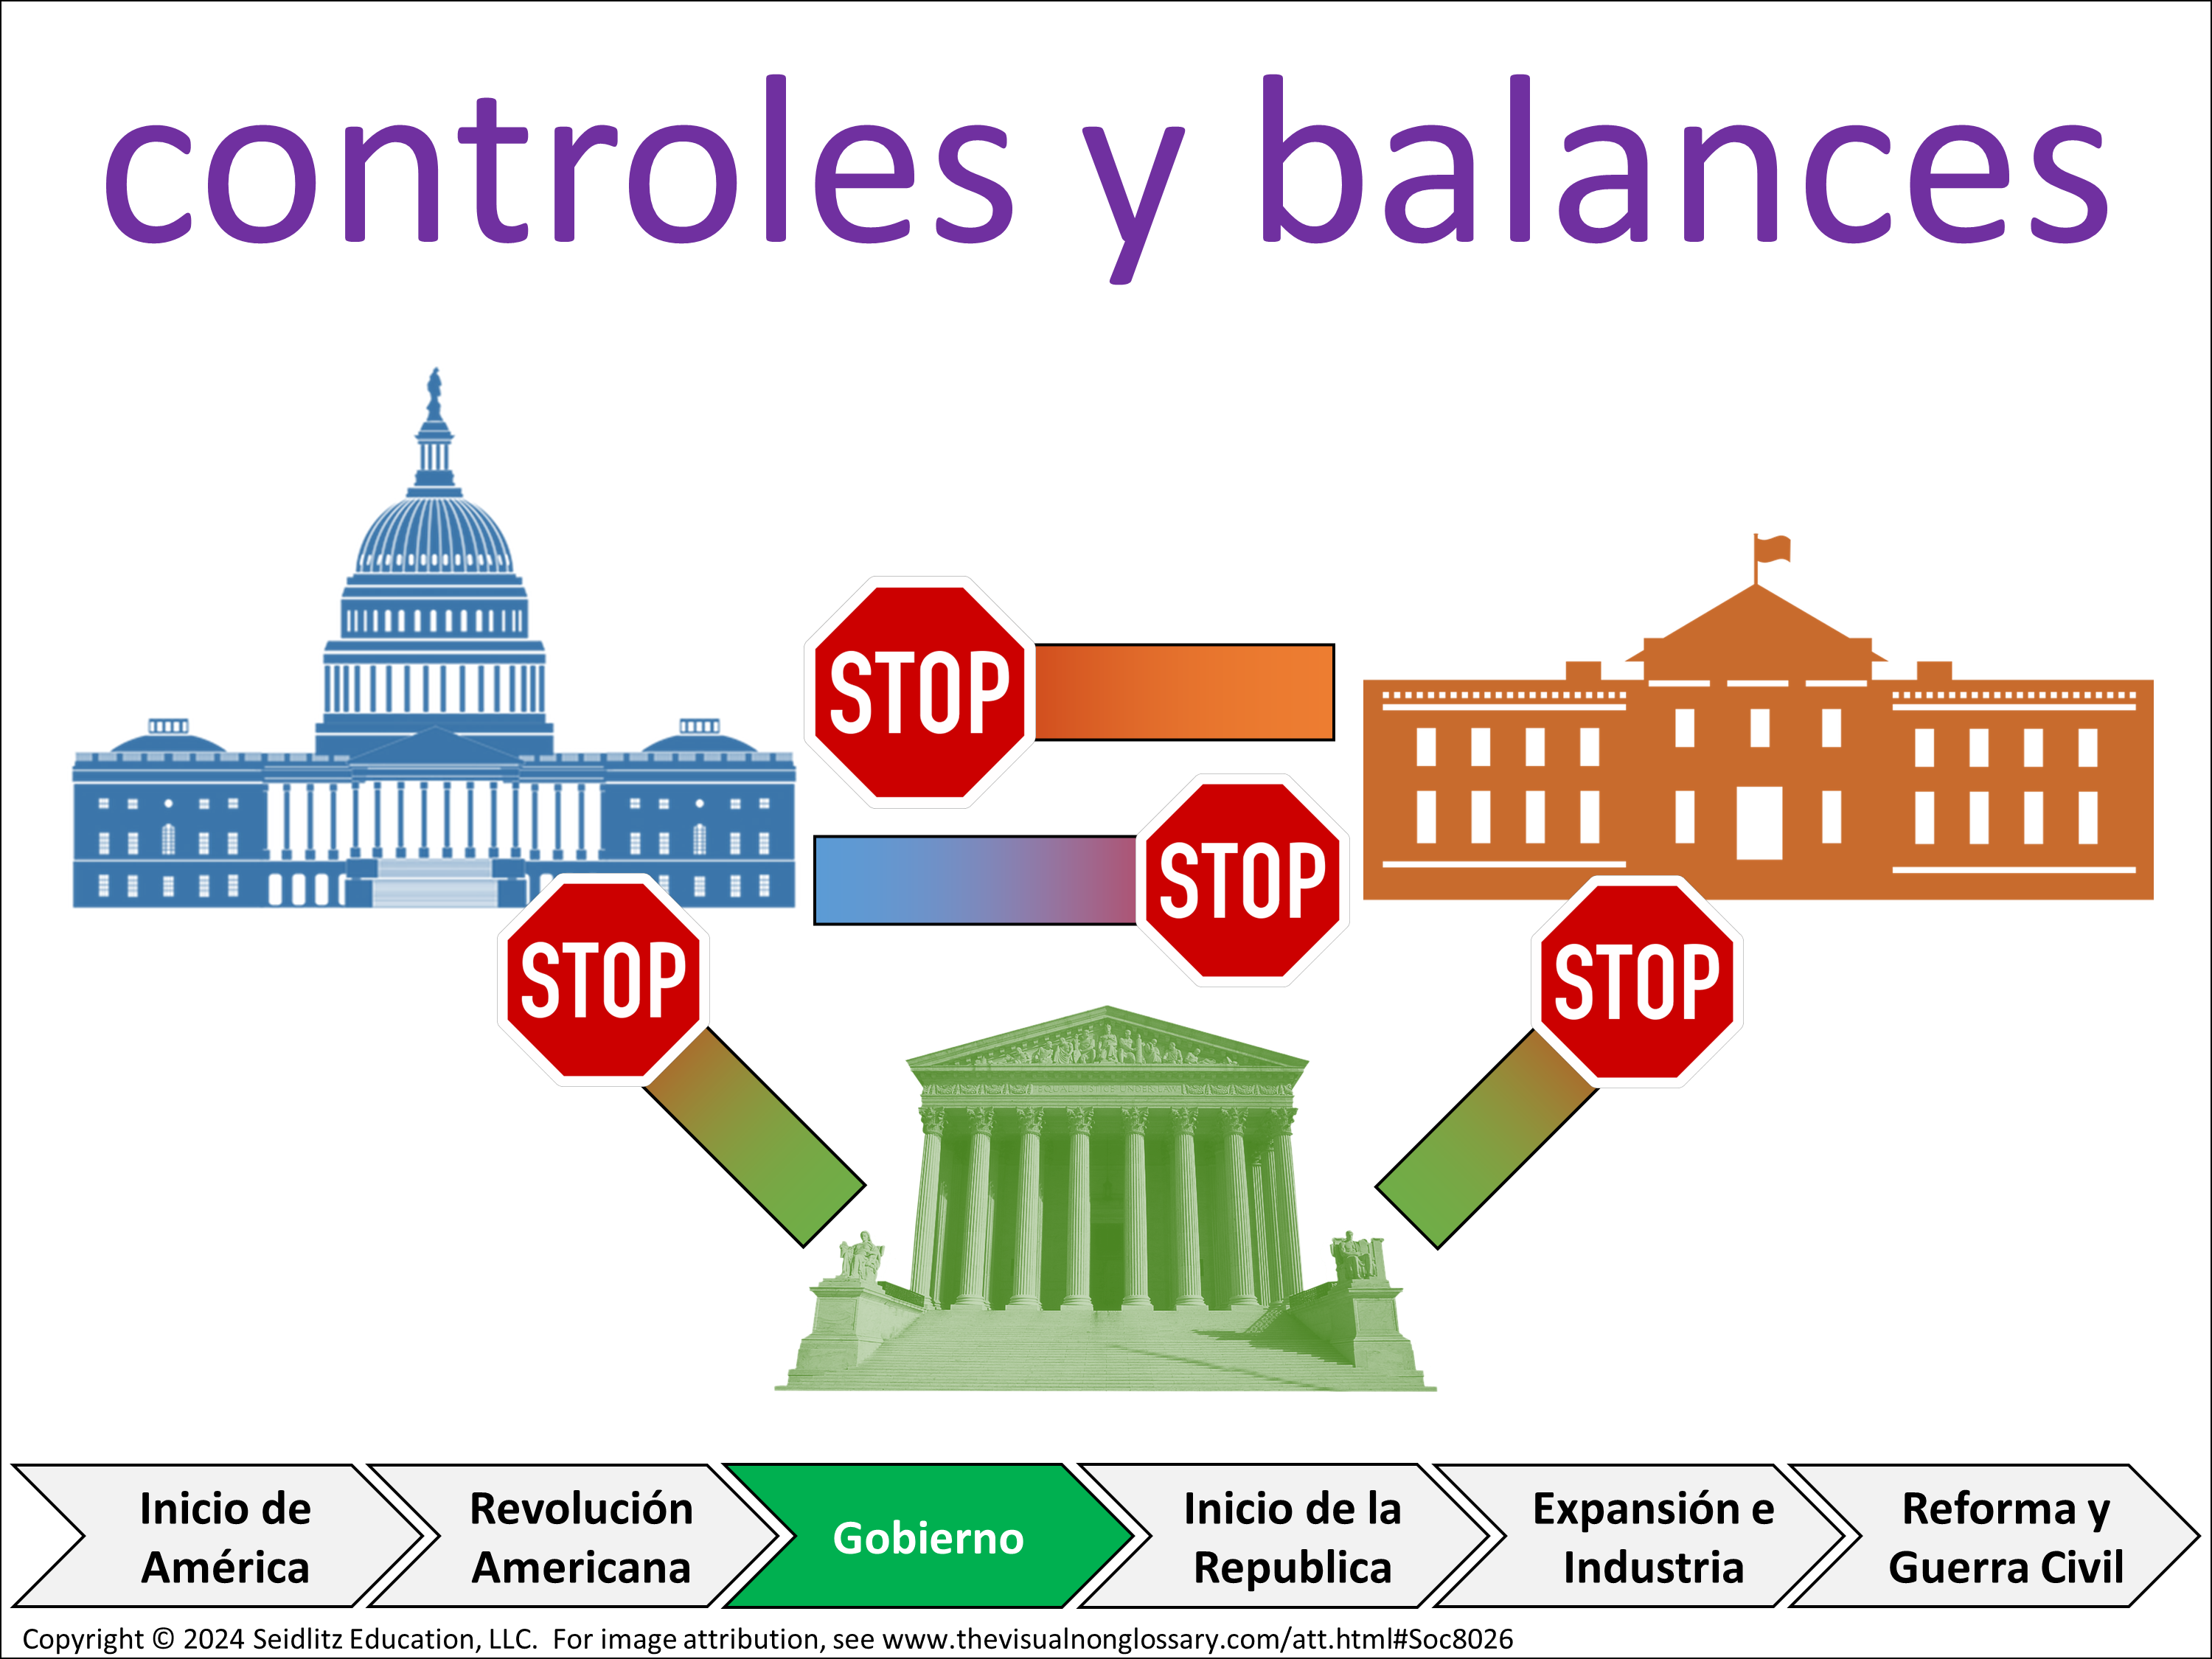 controles y balances
STOP
STOP
STOP
STOP
Inicio de
América
Revolución
Americana
Gobierno
Inicio de la
Republica
Expansión e
Industria
Reforma y
Guerra Civil
Copyright © 2024 Seidlitz Education, LLC.  For image attribution, see www.thevisualnonglossary.com/att.html#Soc8026